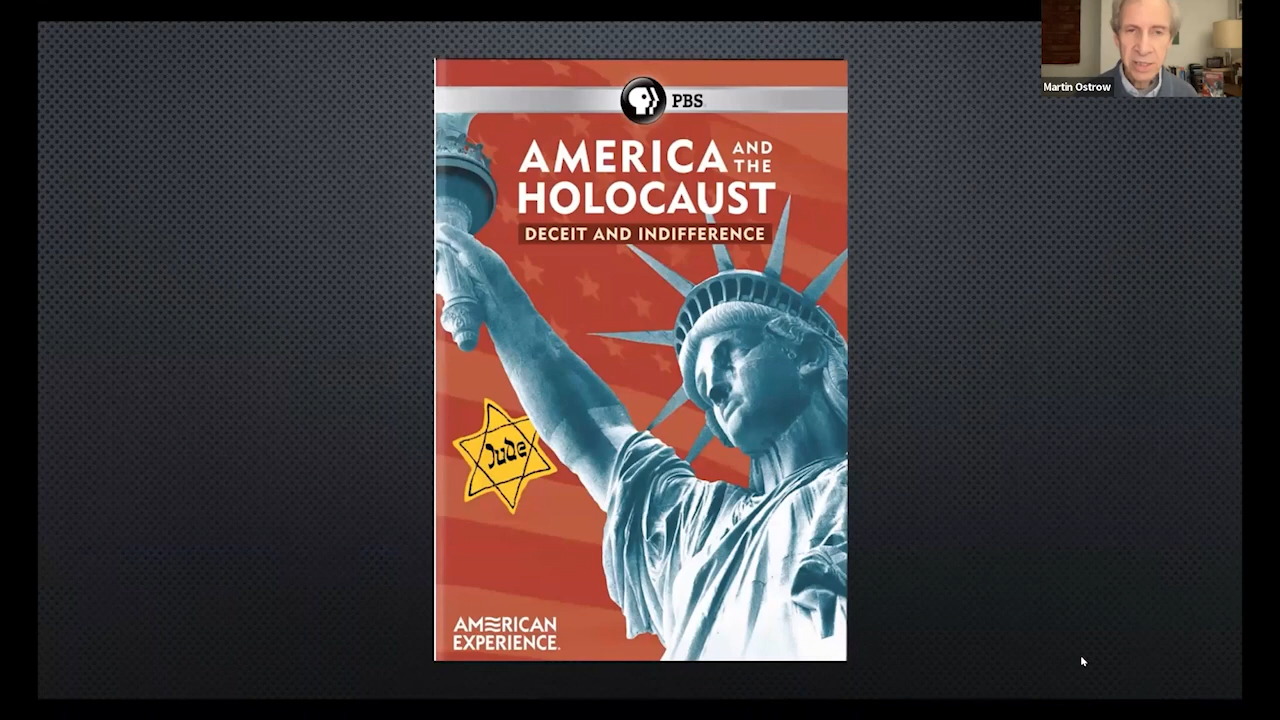 Martin Ostrow
PBS
AMERICA AND
THE
HOLOCAUST
DECEIT AND INDIFFERENCE
Jude
AMERICAN
EXPERIENCE.